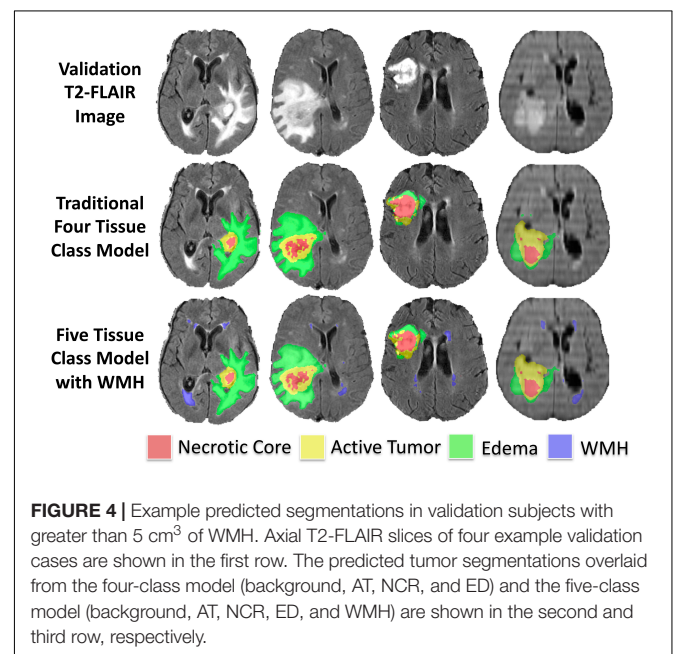 Validation
T2-FLAIR
Image
Traditional
Four Tissue
Class Model
Five Tissue
Class Model
with WMH
Necrotic Core Active Tumor Edema WMH
FIGURE 4 | Example predicted segmentations in validation subjects with
greater than 5 cm³ of WMH. Axial T2-FLAIR slices of four example validation
cases are shown in the first row. The predicted tumor segmentations overlaid
from the four-class model (background, AT, NCR, and ED) and the five-class
model (background, AT, NCR, ED, and WMH) are shown in the second and
third row, respectively.